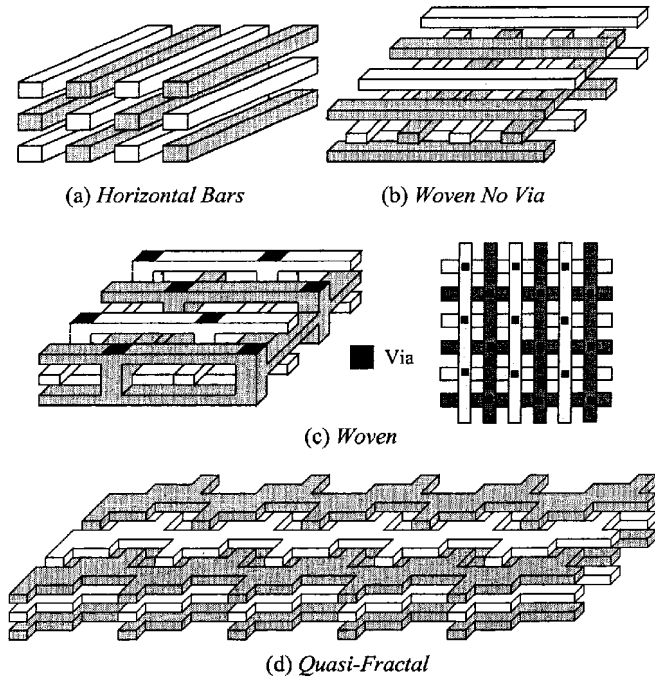 (a) Horizontal Bars
(b) Woven No Via
Via
(c) Woven
(d) Quasi-Fractal